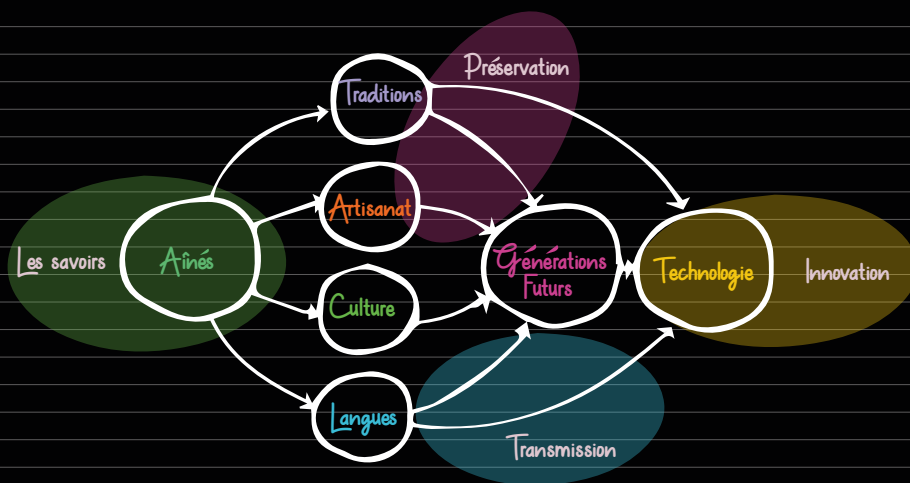 Préservation
Traditions
Artisanat
Les savoirs
Aînés
Générations
Futurs
Technologie
Innovation
Culture
Langues
Transmission